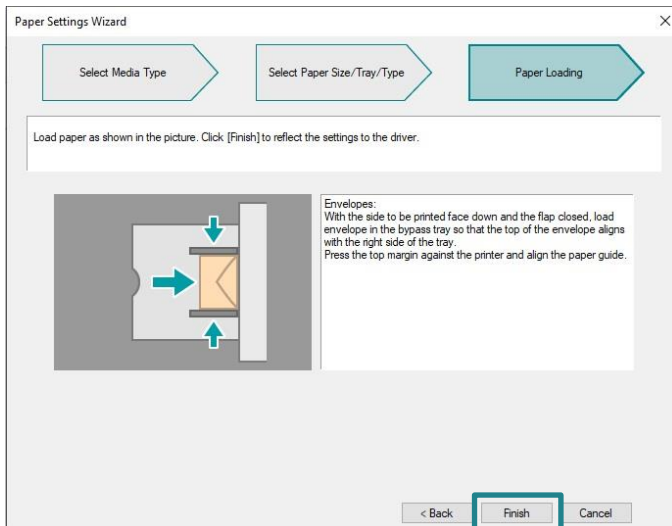 Paper Settings Wizard
Select Media Type
Select Paper Size/Tray/Type
Paper Loading
Load paper as shown in the picture. Click [Finish] to reflect the settings to the driver.
Envelopes:
With the side to be printed face down and the flap closed, load
envelope in the bypass tray so that the top of the envelope aligns
with the right side of the tray.
Press the top margin against the printer and align the paper guide.
< Back
Finish
Cancel